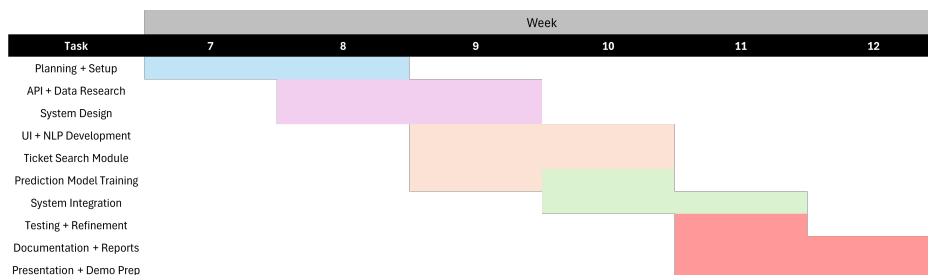 Week
Task 7 8 9 10 11 12
Planning + Setup
API + Data Research
System Design
UI + NLP Development
Ticket Search Module
Prediction Model Training
System Integration
Testing + Refinement
Documentation + Reports
Presentation + Demo Prep